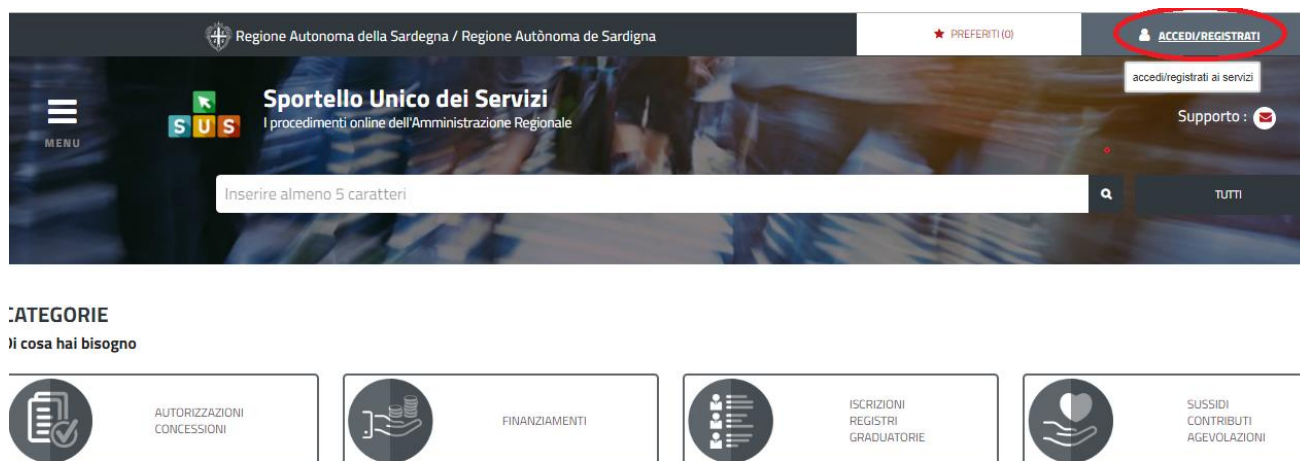 Regione Autonoma della Sardegna / Regione Autònoma de Sardigna
PREFERITI (0)
ACCEDI/REGISTRATI
accedi/registrati ai servizi
MENU
SUS
Sportello Unico dei Servizi
I procedimenti online dell'Amministrazione Regionale
Supporto :
Inserire almeno 5 caratteri
TUTTI
CATEGORIE
Di cosa hai bisogno
AUTORIZZAZIONI
CONCESSIONI
FINANZIAMENTI
ISCRIZIONI
REGISTRI
GRADUATORIE
SUSSIDI
CONTRIBUTI
AGEVOLAZIONI